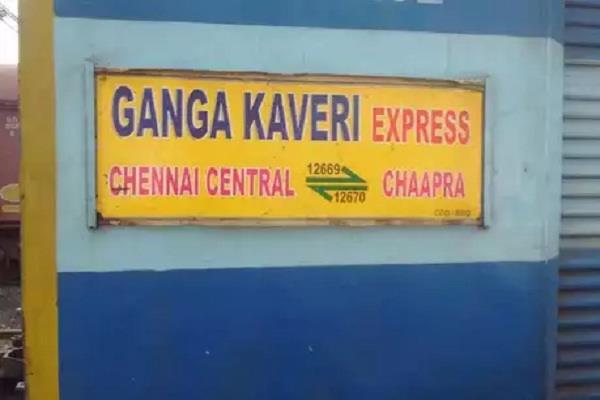 GANGA KAVERI EXPRESS
12669
CHENNAI CENTRAL CHAAPRA
12670